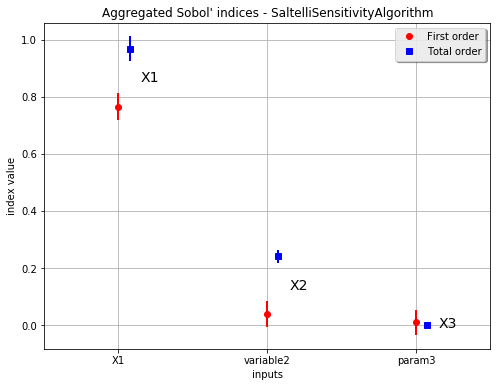 Aggregated Sobol' indices - SaltelliSensitivityAlgorithm
First order
Total order
1.0
0.8
0.6
0.4
0.2
0.0
index value
X1
X2
X3
X1
variable2
param3
inputs